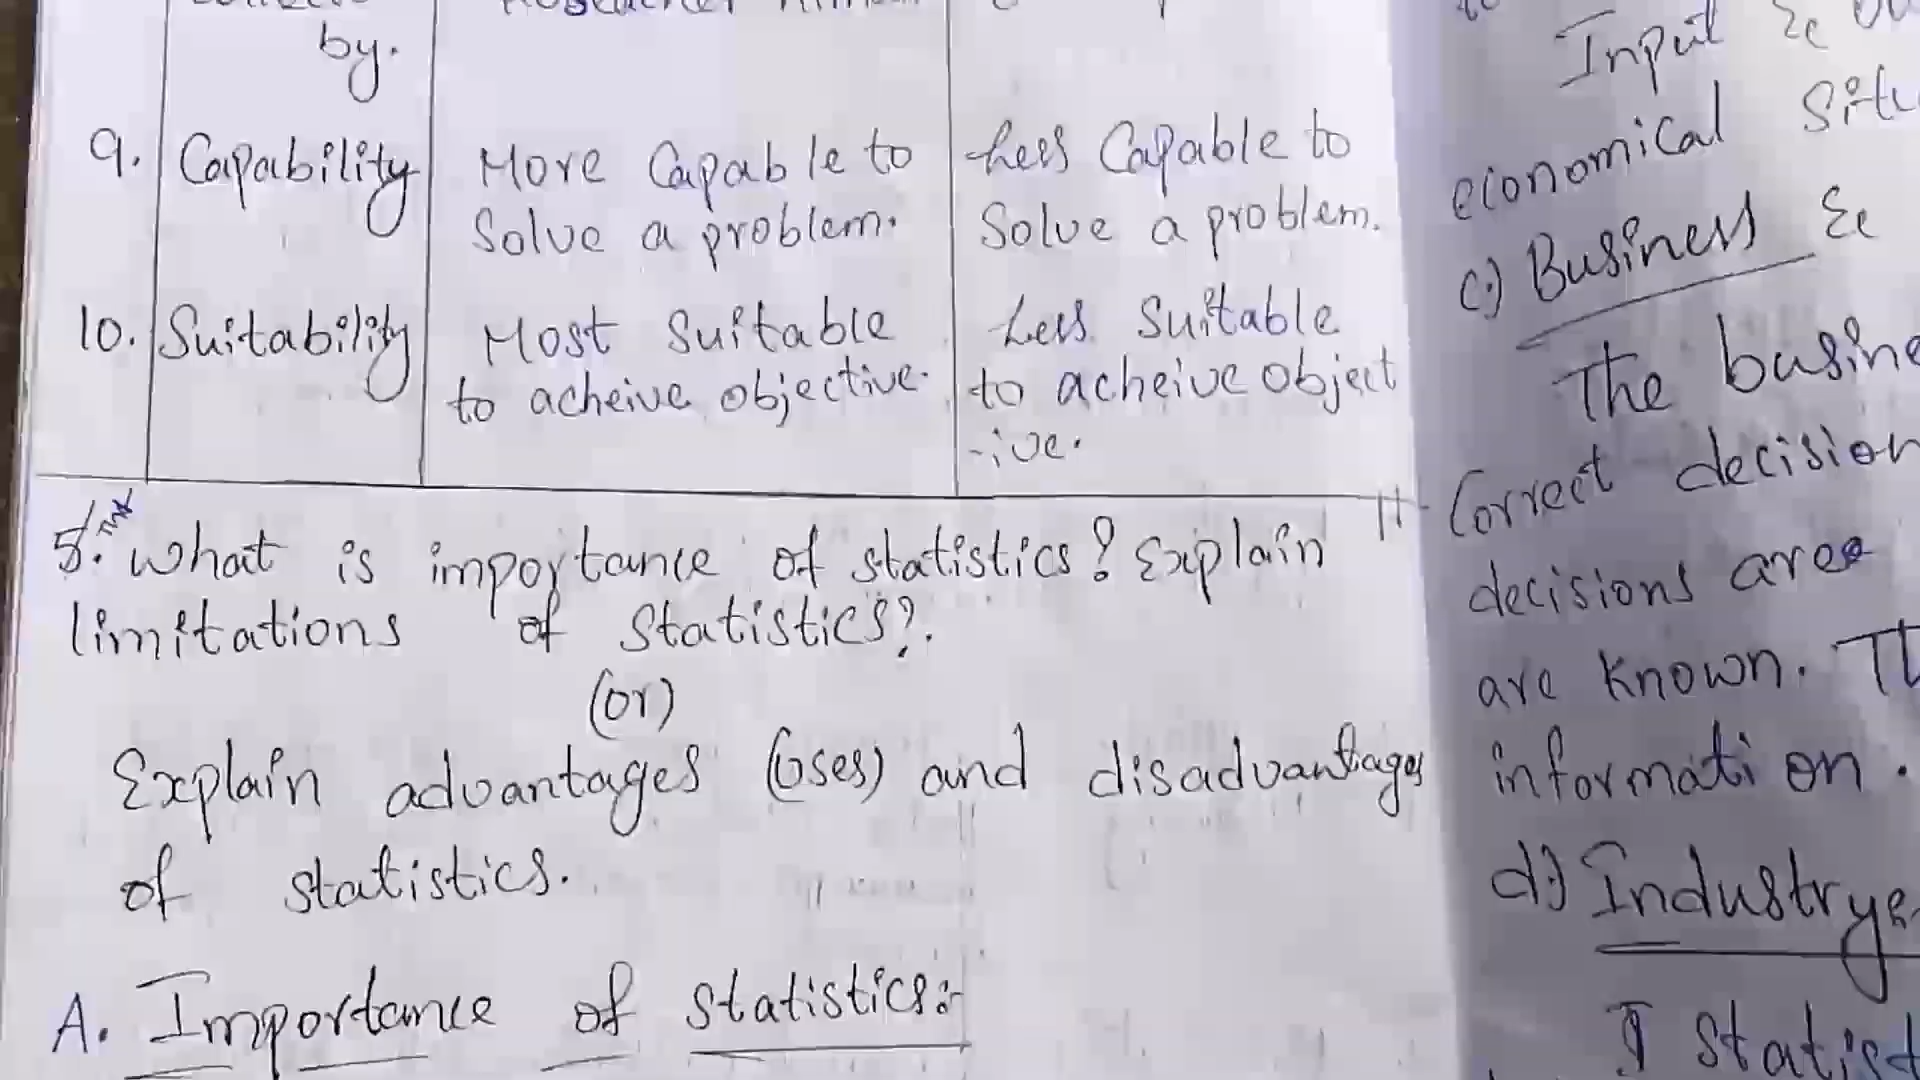 by.
9. Capability More Capable to Less Capable to
Solve a problem. Solve a problem.
10. Suitability Most Suitable Less Suitable
to acheive objective. to acheive object
-ive.
5. What is importance of statistics? Explain
limitations of statistics?.
(or)
Explain advantages (uses) and disadvantages
of statistics.
A. Importance of statistics:-
Input &
economical
c.) Business &
The
Correct decision
decisions are
are known.
information.
d.) Industry:-